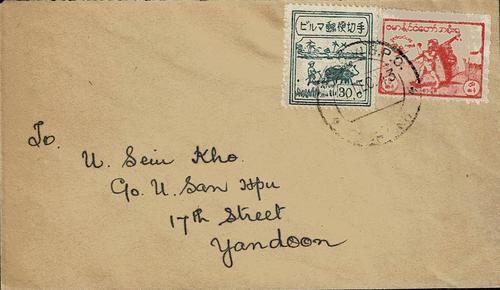 ビルマ郵便切手
30
To.
U. Sein Kho.
C/o. U. San Hpu
17th Street
Yandoon